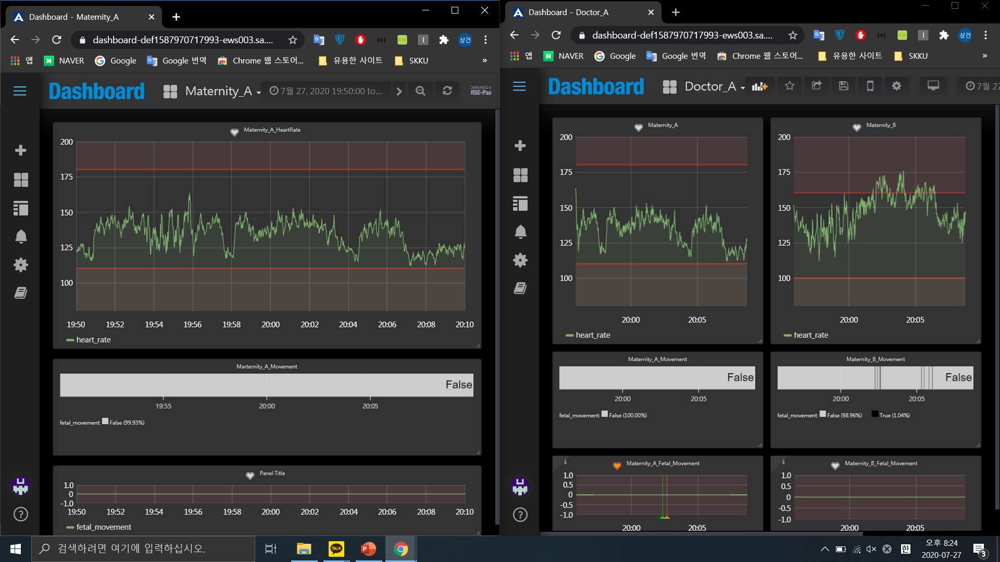 Dashboard - Maternity_A
dashboard-def1587970717993-ews003.sa....
상건
앱
NAVER
Google
Google 번역
Chrome 웹 스토어...
유용한 사이트
SKKU
»
Dashboard
Maternity_A
7월 27, 2020 19:50:00 to...
Maternity_A_HeartRate
200
175
150
125
100
19:50 19:52 19:54 19:56 19:58 20:00 20:02 20:04 20:06 20:08 20:10
heart_rate
Marternity_A_Movement
False
19:55 20:00 20:05
fetal_movement: False (99.93%)
Panel Title
1.0
0
-1.0
19:50 19:52 19:54 19:56 19:58 20:00 20:02 20:04 20:06 20:08 20:10
fetal_movement
Dashboard - Doctor_A
dashboard-def1587970717993-ews003.sa....
상건
앱
NAVER
Google
Google 번역
Chrome 웹 스토어...
유용한 사이트
SKKU
»
Dashboard
Doctor_A
7월 27
Maternity_A
200
175
150
125
100
20:00 20:05
heart_rate
Maternity_B
200
175
150
125
100
20:00 20:05
heart_rate
Maternity_A_Movement
False
20:00 20:05
fetal_movement: False (100.00%)
Maternity_B_Movement
False
20:00 20:05
fetal_movement: False (98.96%) True (1.04%)
Maternity_A_Fetal_Movement
1.0
0.5
0
-0.5
-1.0
20:00 20:05
Maternity_B_Fetal_Movement
1.0
0.5
0
-0.5
-1.0
20:00 20:05
검색하려면 여기에 입력하십시오.
TALK
한
오후 8:24
2020-07-27
3